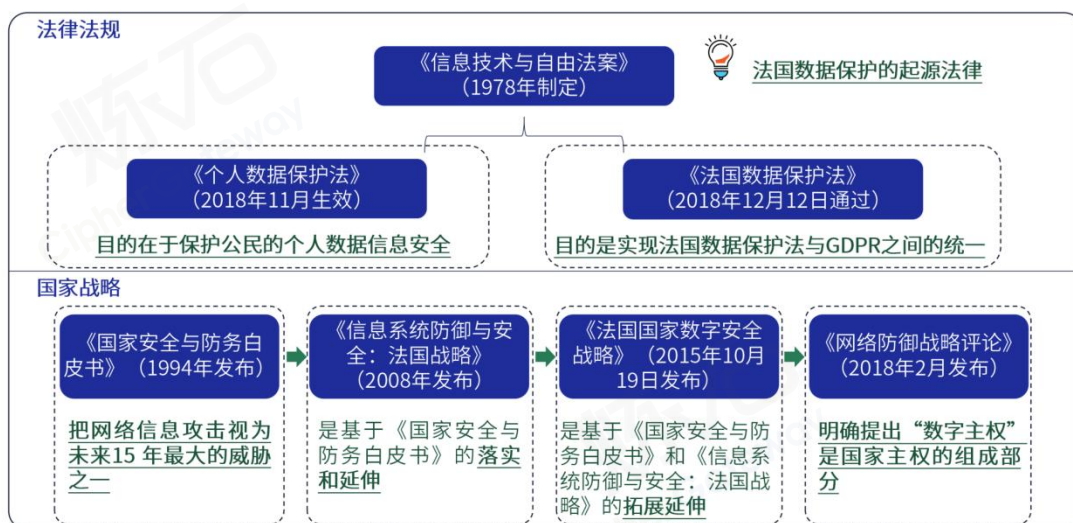 法律法规
《信息技术与自由法案》
（1978年制定）
法国数据保护的起源法律
《个人数据保护法》
（2018年11月生效）
目的在于保护公民的个人数据信息安全
《法国数据保护法》
（2018年12月12日通过）
目的是实现法国数据保护法与GDPR之间的统一
国家战略
《国家安全与防务白
皮书》（1994年发布）
把网络信息攻击视为
未来15 年最大的威胁
之一
《信息系统防御与安
全：法国战略》
（2008年发布）
是基于《国家安全与
防务白皮书》的落实
和延伸
《法国国家数字安全
战略》（2015年10月
19日发布）
是基于《国家安全与防
务白皮书》和《信息系
统防御与安全：法国战
略》的拓展延伸
《网络防御战略评论》
（2018年2月发布）
明确提出“数字主权”
是国家主权的组成部
分
炼石
CipherGateway